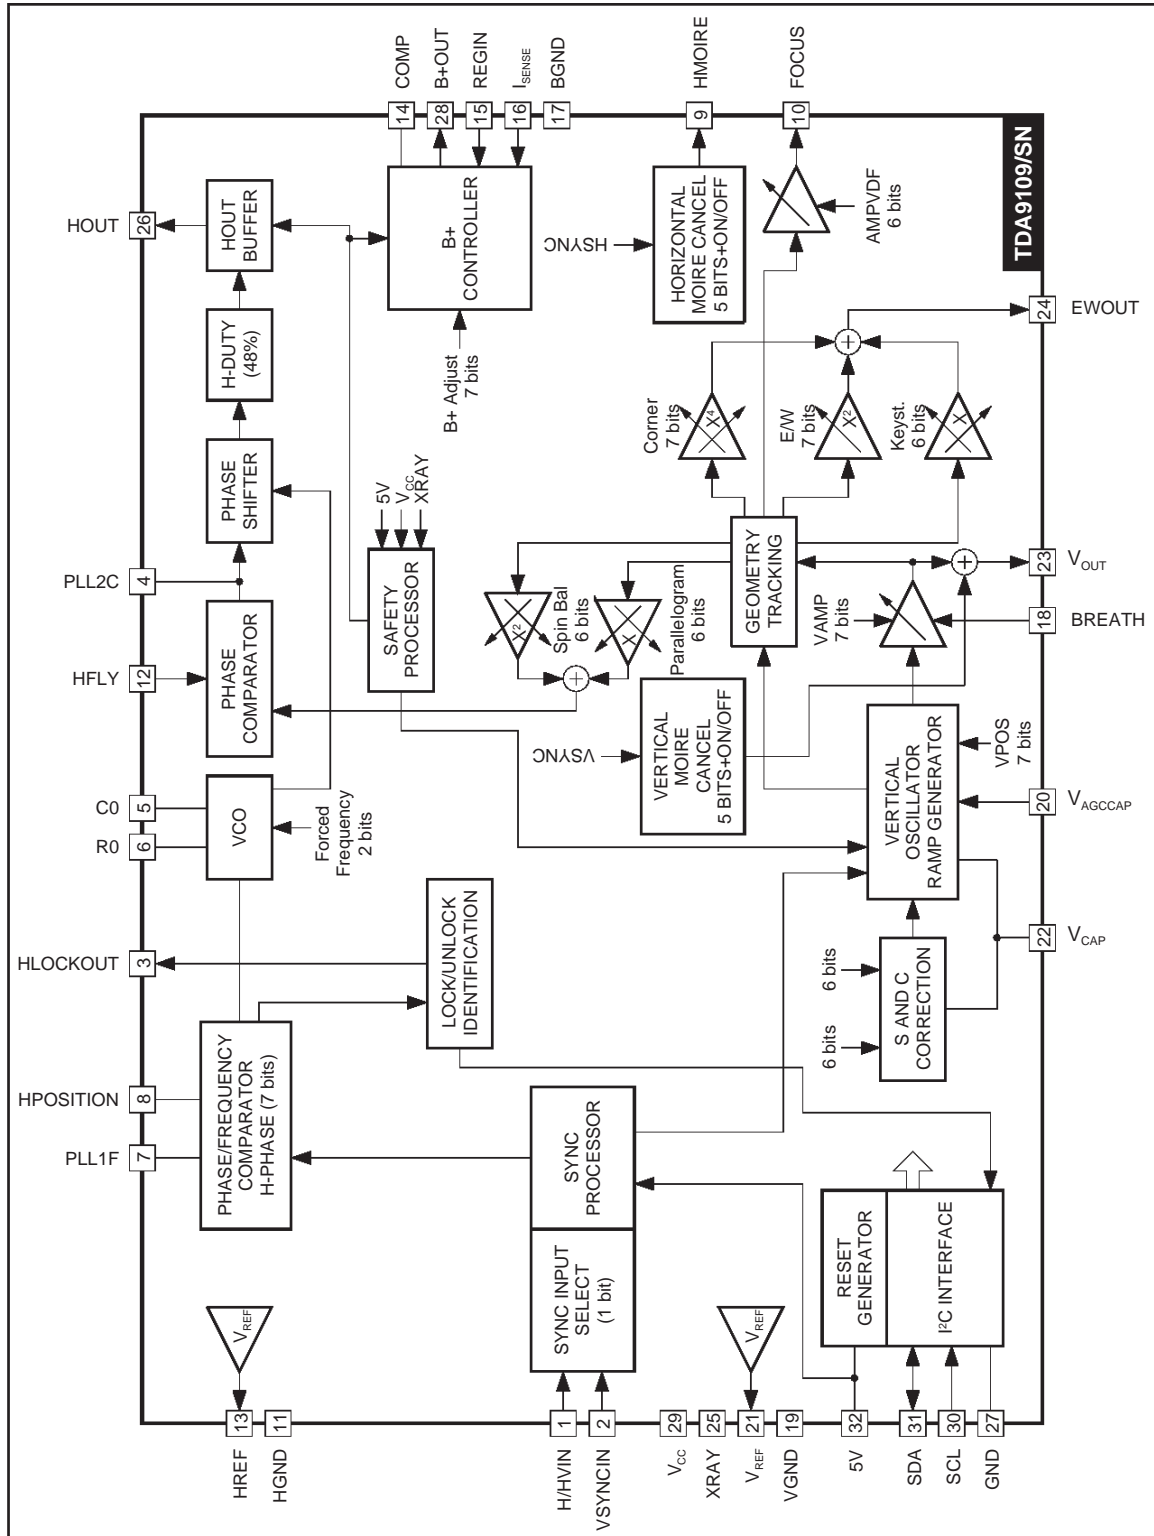 HOUT
26
PLL2C
4
HFLY
12
C0
5
R0
6
HLOCKOUT
3
HPOSITION
8
PLL1F
7
COMP
14
B+OUT
28
REGIN
15
ISENSE
16
BGND
17
HMOIRE
9
FOCUS
10
TDA9109/SN
HOUT
BUFFER
H-DUTY
(48%)
PHASE
SHIFTER
PHASE
COMPARATOR
VCO
Forced
Frequency
2 bits
PHASE/FREQUENCY
COMPARATOR
H-PHASE (7 bits)
LOCK/UNLOCK
IDENTIFICATION
B+
CONTROLLER
B+ Adjust
7 bits
SAFETY
PROCESSOR
5V
VCC
XRAY
HSYNC
HORIZONTAL
MOIRE CANCEL
5 BITS+ON/OFF
AMPVDF
6 bits
Corner
7 bits
X4
E/W
7 bits
X2
Keyst.
6 bits
X
+
X2
Spin Bal
6 bits
X
Parallelogram
6 bits
+
GEOMETRY
TRACKING
VAMP
7 bits
+
VSYNC
VERTICAL
MOIRE
CANCEL
5 BITS+ON/OFF
VERTICAL
OSCILLATOR
RAMP GENERATOR
VPOS
7 bits
S AND C
CORRECTION
6 bits
6 bits
SYNC
PROCESSOR
SYNC INPUT
SELECT
(1 bit)
RESET
GENERATOR
I2C INTERFACE
VREF
VREF
24
EWOUT
23
VOUT
18
BREATH
20
VAGCCAP
22
VCAP
HREF
13
HGND
11
H/HVIN
1
VSYNCIN
2
VCC
29
XRAY
25
VREF
21
VGND
19
5V
32
SDA
31
SCL
30
GND
27